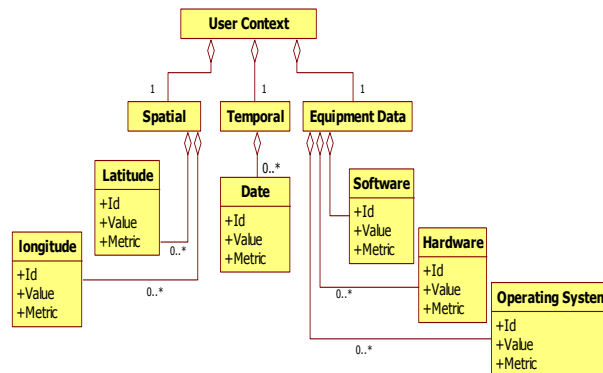 User Context
1
1
1
Spatial
Temporal
Equipment Data
Latitude
+Id
+Value
+Metric
0..*
longitude
+Id
+Value
+Metric
0..*
0..*
Date
+Id
+Value
+Metric
Software
+Id
+Value
+Metric
Hardware
+Id
+Value
+Metric
0..*
Operating System
+Id
+Value
+Metric
0..*